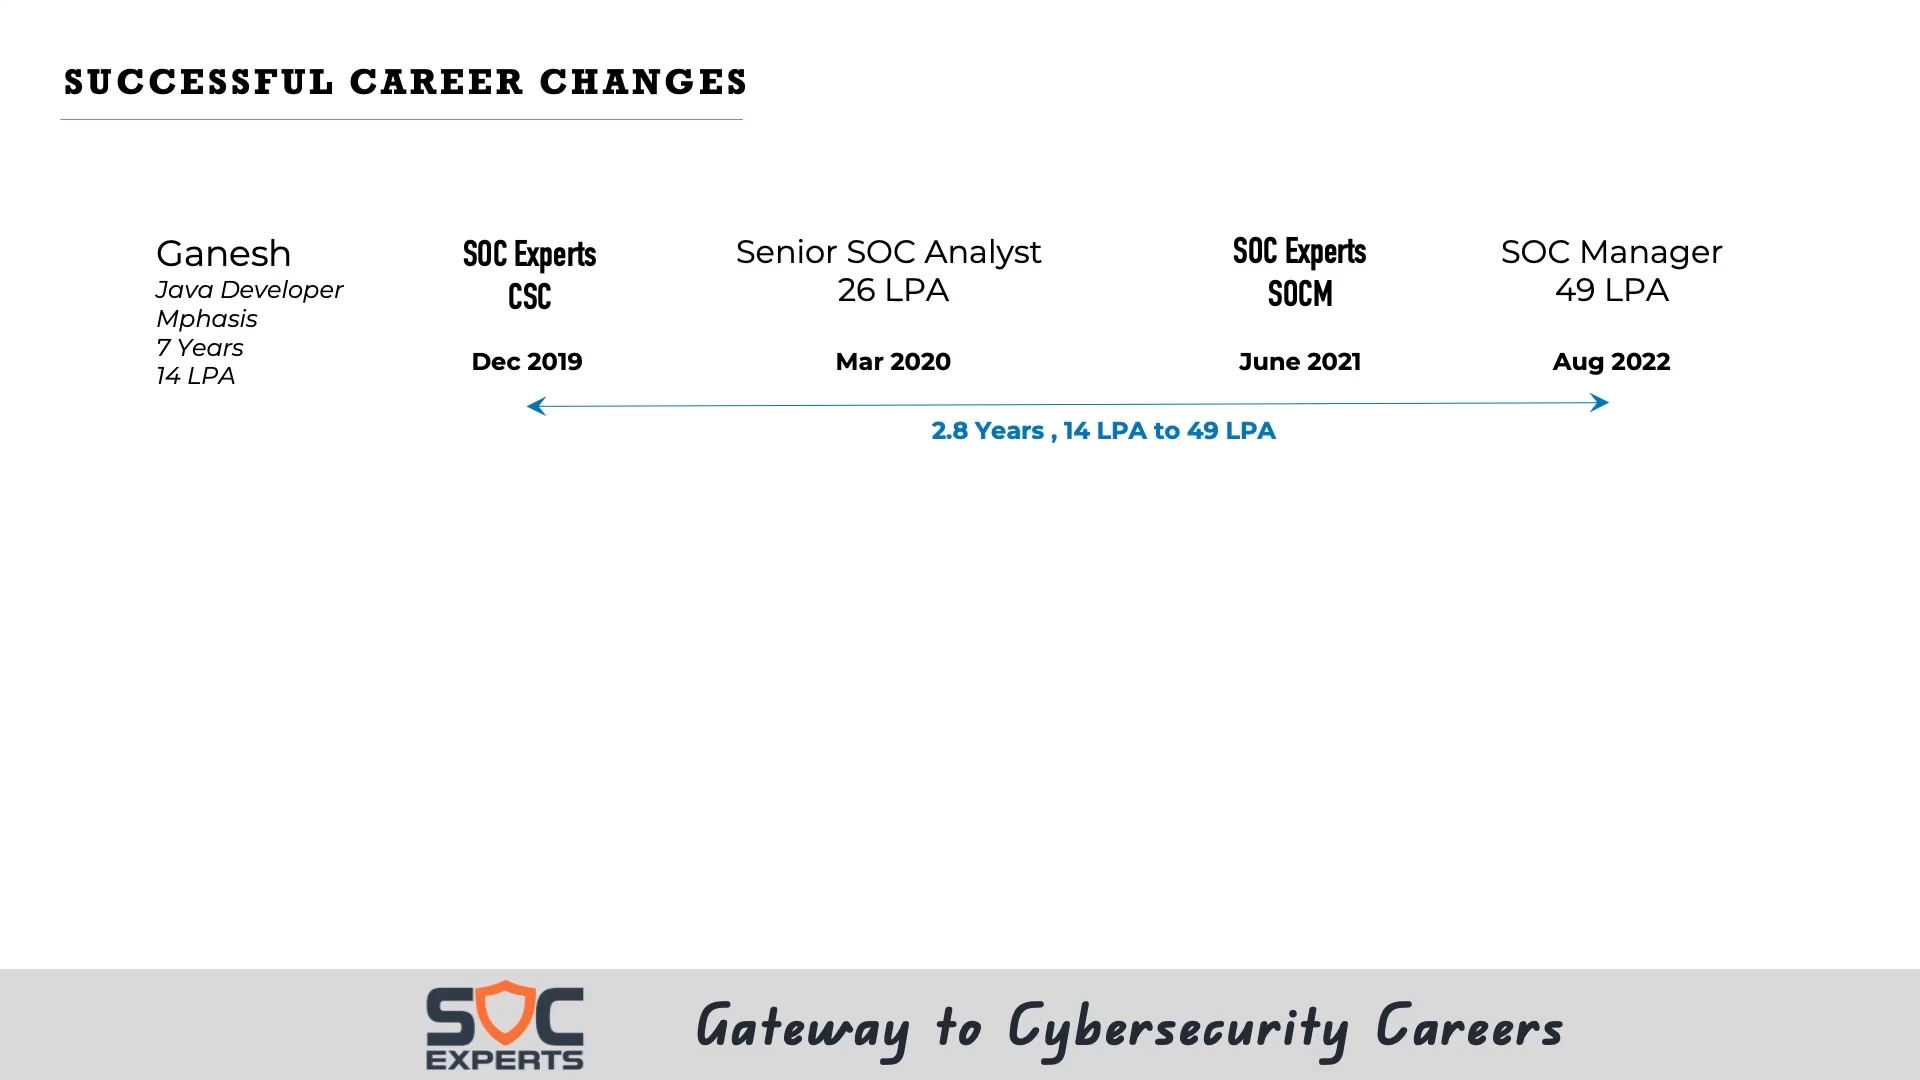 SUCCESSFUL CAREER CHANGES
Ganesh
Java Developer
Mphasis
7 Years
14 LPA
SOC Experts
CSC
Dec 2019
Senior SOC Analyst
26 LPA
Mar 2020
SOC Experts
SOCM
June 2021
SOC Manager
49 LPA
Aug 2022
2.8 Years , 14 LPA to 49 LPA
SOC
EXPERTS
Gateway to Cybersecurity Careers